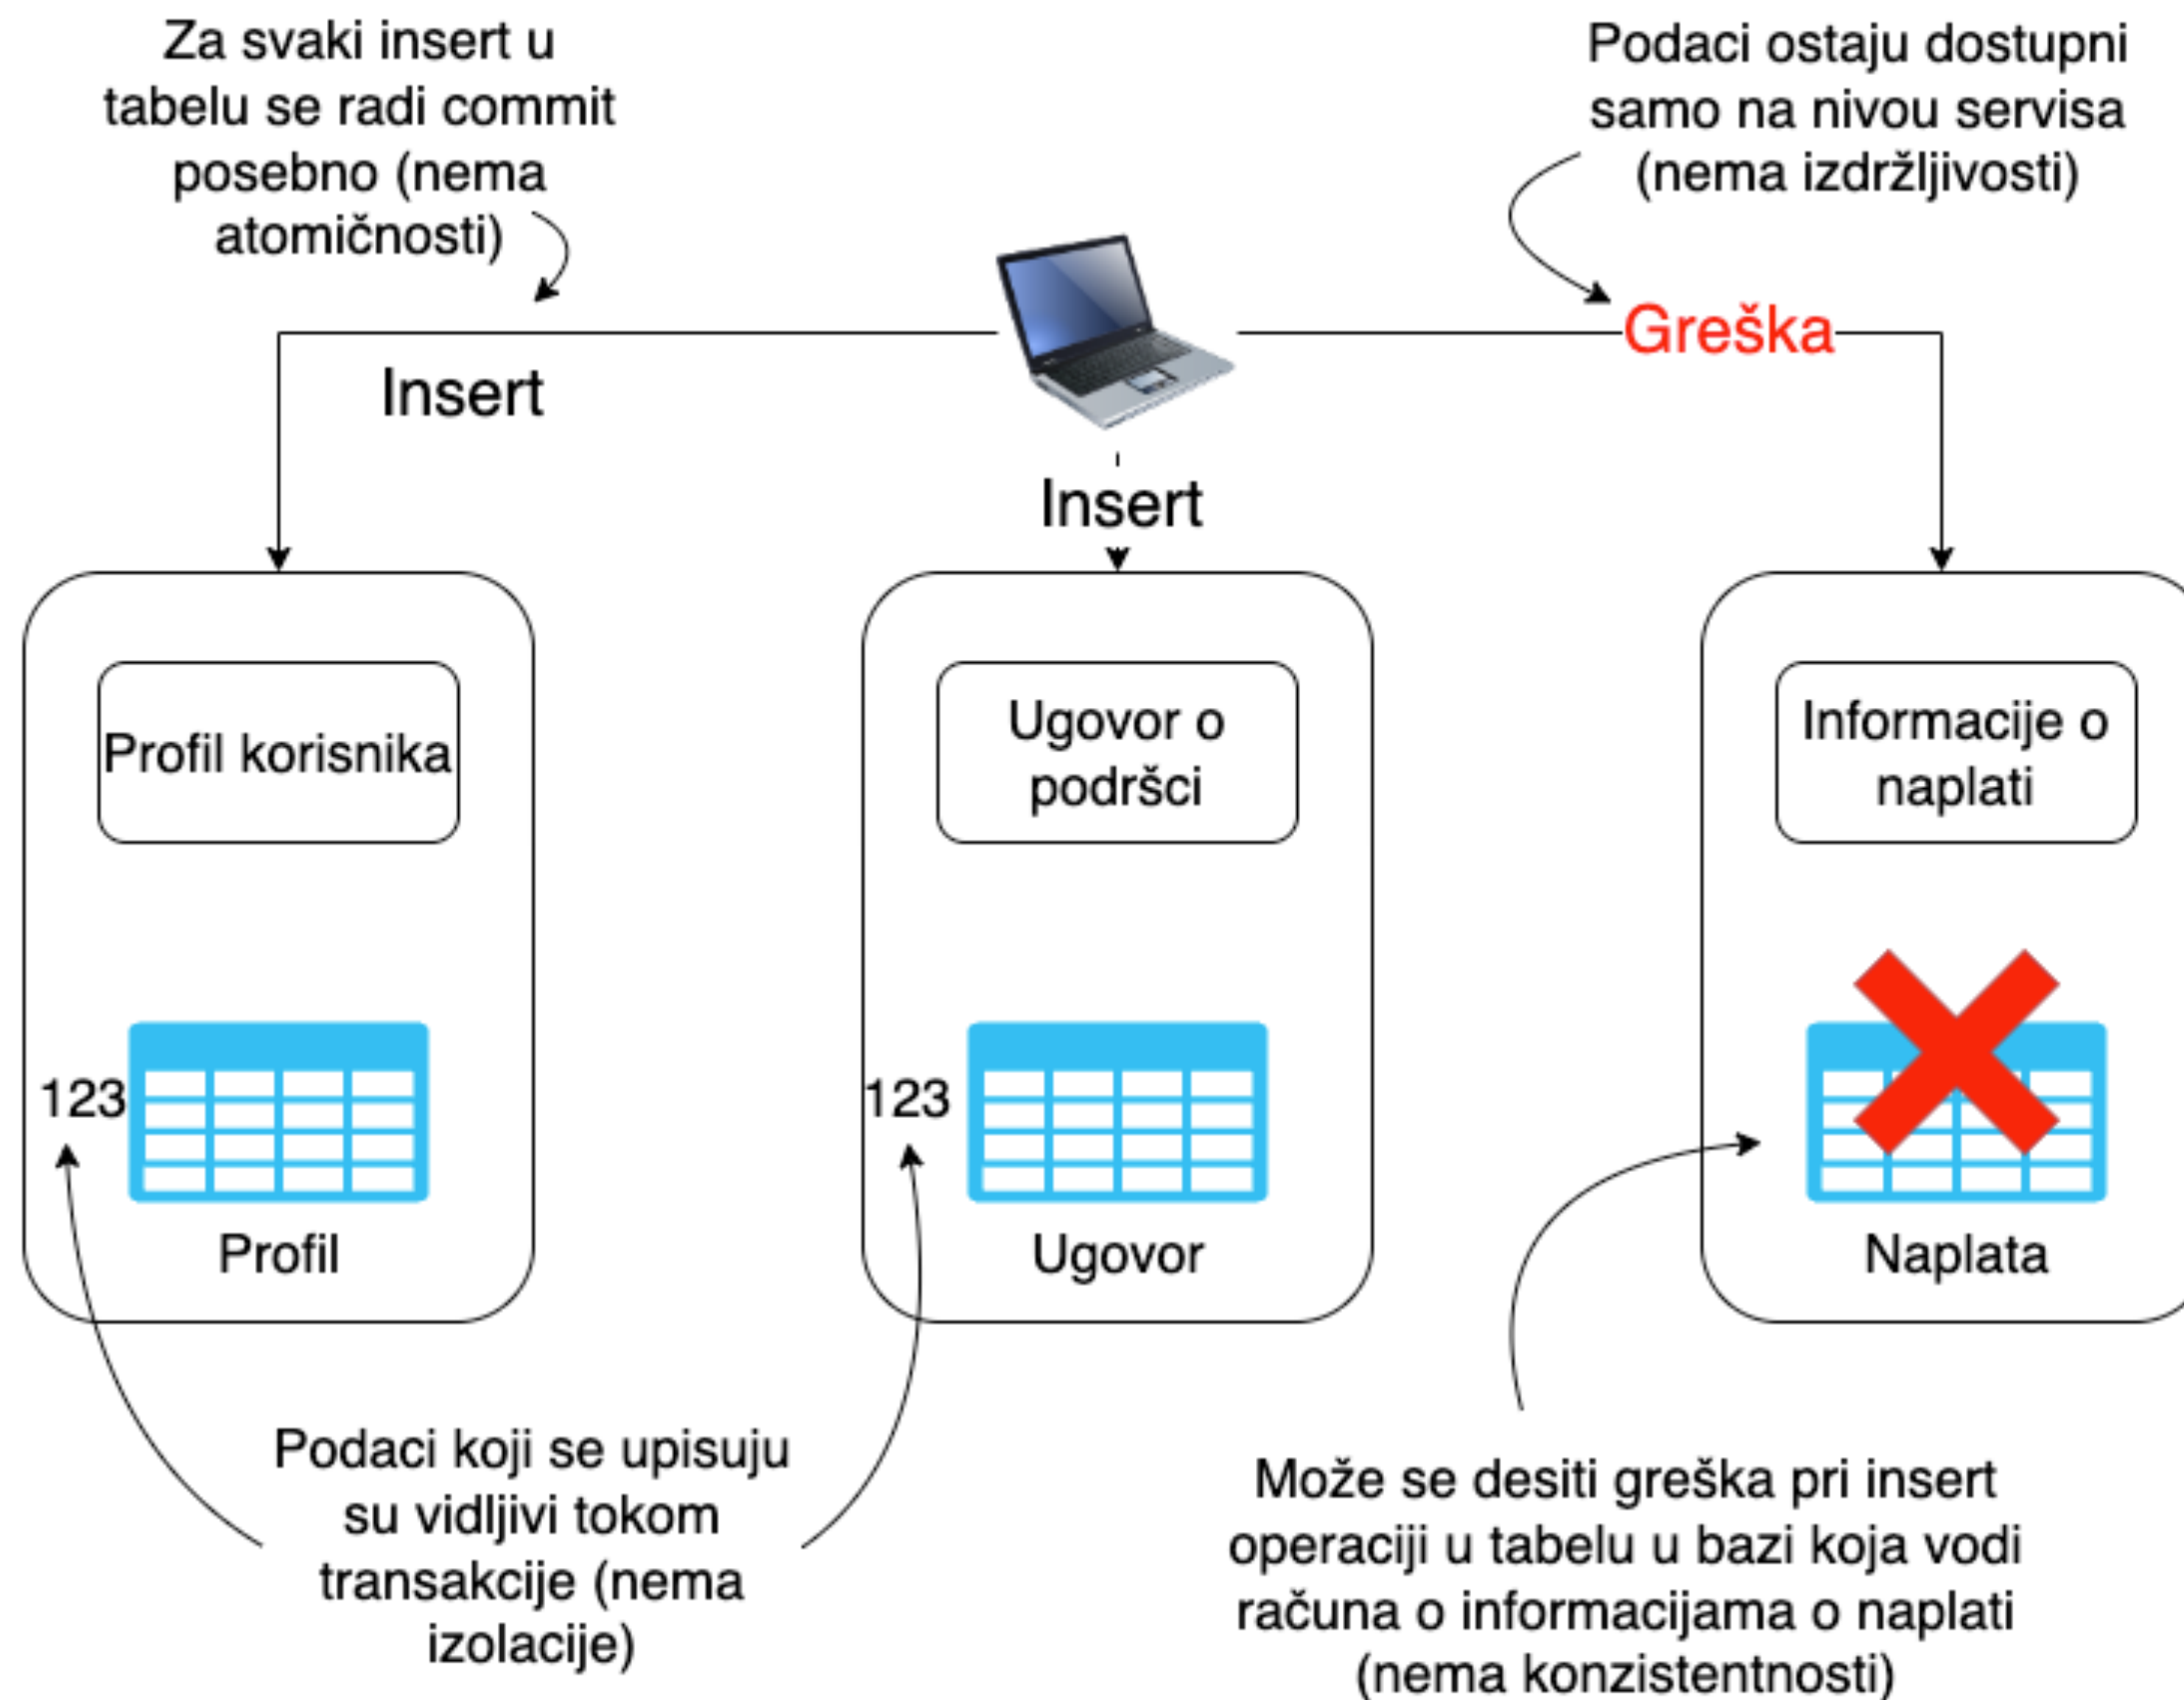 Za svaki insert u
tabelu se radi commit
posebno (nema
atomičnosti)
Podaci ostaju dostupni
samo na nivou servisa
(nema izdržljivosti)
Greška
Insert
Insert
Profil korisnika
Ugovor o
podršci
Informacije o
naplati
123
123
Profil
Ugovor
Naplata
Podaci koji se upisuju
su vidljivi tokom
transakcije (nema
izolacije)
Može se desiti greška pri insert
operaciji u tabelu u bazi koja vodi
računa o informacijama o naplati
(nema konzistentnosti)